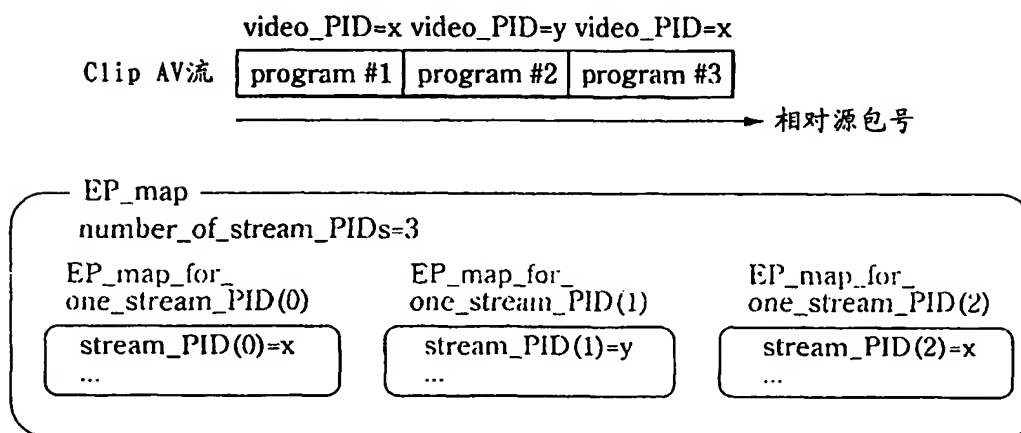 video_PID=x video_PID=y video_PID=x
Clip AV流 program #1 program #2 program #3
相对源包号
EP_map
number_of_stream_PIDs=3
EP_map_for_ EP_map_for_ EP_map_for_
one_stream_PID(0) one_stream_PID(1) one_stream_PID(2)
stream_PID(0)=x stream_PID(1)=y stream_PID(2)=x
... ... ...